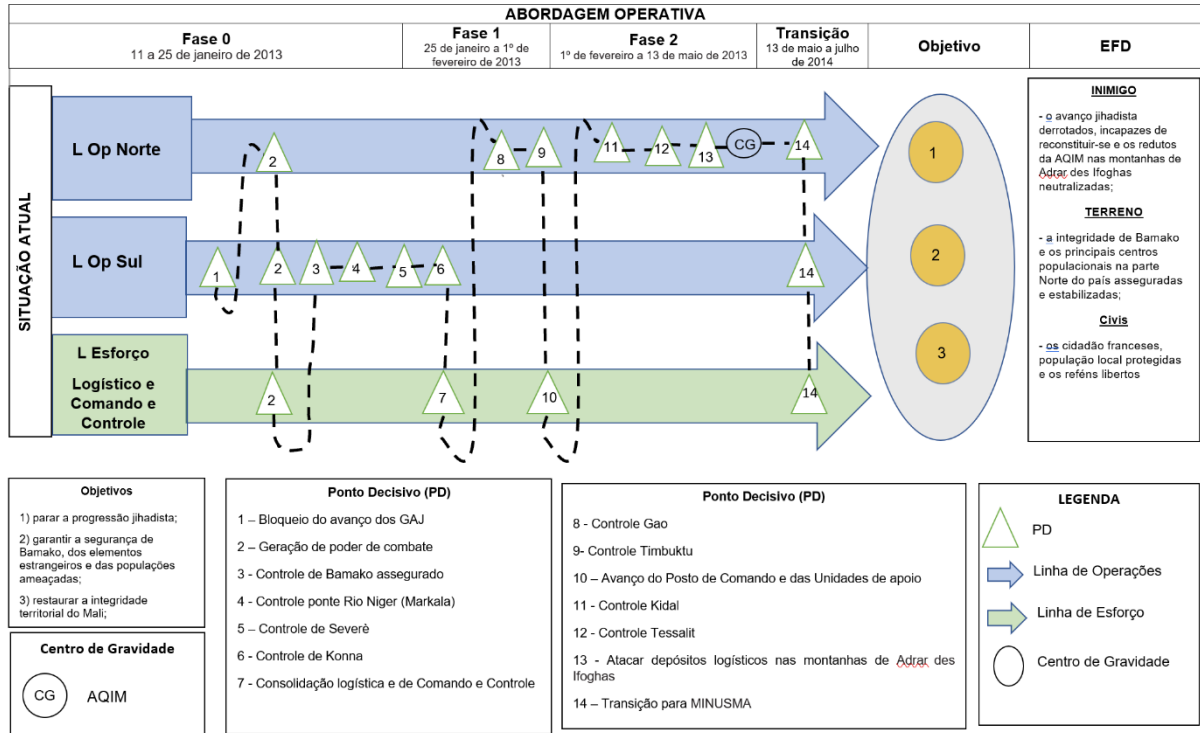 ABORDAGEM OPERATIVA
Fase 0
11 a 25 de janeiro de 2013
Fase 1
25 de janeiro a 1º de
fevereiro de 2013
Fase 2
1º de fevereiro a 13 de maio de 2013
Transição
13 de maio a julho
de 2014
Objetivo
EFD
SITUAÇÃO ATUAL
L Op Norte
2
8
9
11
12
13
CG
14
L Op Sul
1
2
3
4
5
6
14
L Esforço
Logístico e
Comando e
Controle
2
7
10
14
1
2
3
INIMIGO
- o avanço jihadista
derrotados, incapazes de
reconstituir-se e os redutos
da AQIM nas montanhas de
Adrar des Ifoghas
neutralizadas;
TERRENO
- a integridade de Bamako
e os principais centros
populacionais na parte
Norte do país asseguradas
e estabilizadas;
Civis
- os cidadão franceses,
população local protegidas
e os reféns libertos
Objetivos
1) parar a progressão jihadista;
2) garantir a segurança de
Bamako, dos elementos
estrangeiros e das populações
ameaçadas;
3) restaurar a integridade
territorial do Mali;
Centro de Gravidade
CG
AQIM
Ponto Decisivo (PD)
1 – Bloqueio do avanço dos GAJ
2 – Geração de poder de combate
3 - Controle de Bamako assegurado
4 - Controle ponte Rio Niger (Markala)
5 - Controle de Severè
6 - Controle de Konna
7 - Consolidação logística e de Comando e Controle
Ponto Decisivo (PD)
8 - Controle Gao
9- Controle Timbuktu
10 – Avanço do Posto de Comando e das Unidades de apoio
11 - Controle Kidal
12 - Controle Tessalit
13 - Atacar depósitos logísticos nas montanhas de Adrar des
Ifoghas
14 – Transição para MINUSMA
LEGENDA
PD
Linha de Operações
Linha de Esforço
Centro de Gravidade